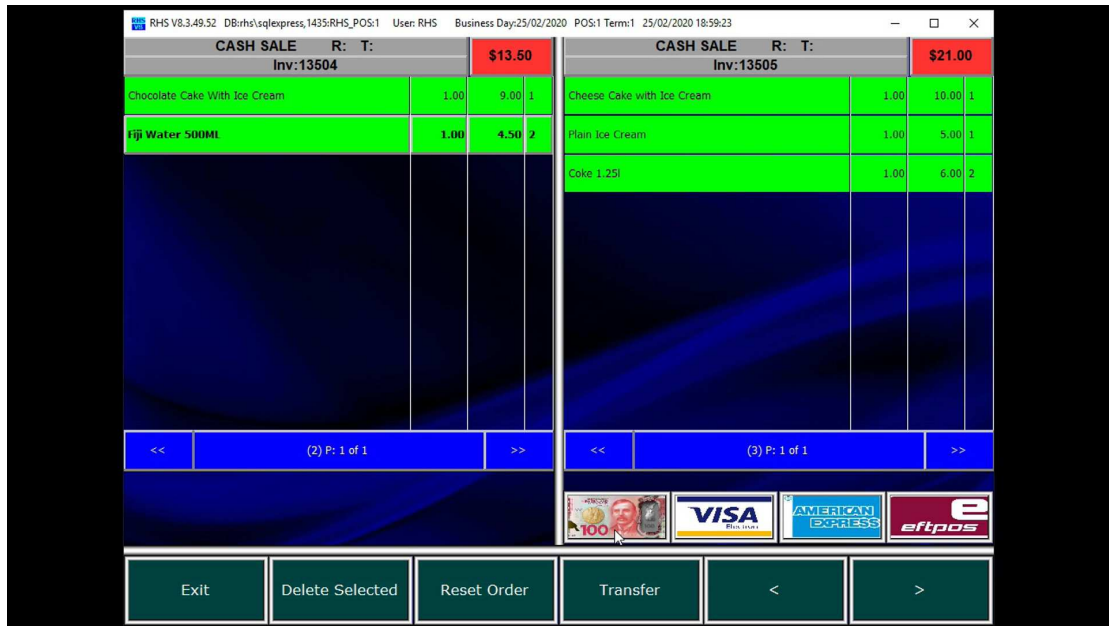 RHS V8.3.49.52 DB:rhs\sqlexpress,1435:RHS_POS:1 User: RHS Business Day:25/02/2020 POS:1 Term:1 25/02/2020 18:59:23
CASH SALE R: T:
Inv:13504
$13.50
Chocolate Cake With Ice Cream 1.00 9.00 1
Fiji Water 500ML 1.00 4.50 2
<< (2) P: 1 of 1 >>
CASH SALE R: T:
Inv:13505
$21.00
Cheese Cake with Ice Cream 1.00 10.00 1
Plain Ice Cream 1.00 5.00 1
Coke 1.25l 1.00 6.00 2
<< (3) P: 1 of 1 >>
100
VISA
Electron
AMERICAN
EXPRESS
e
eftpos
Exit Delete Selected Reset Order Transfer < >